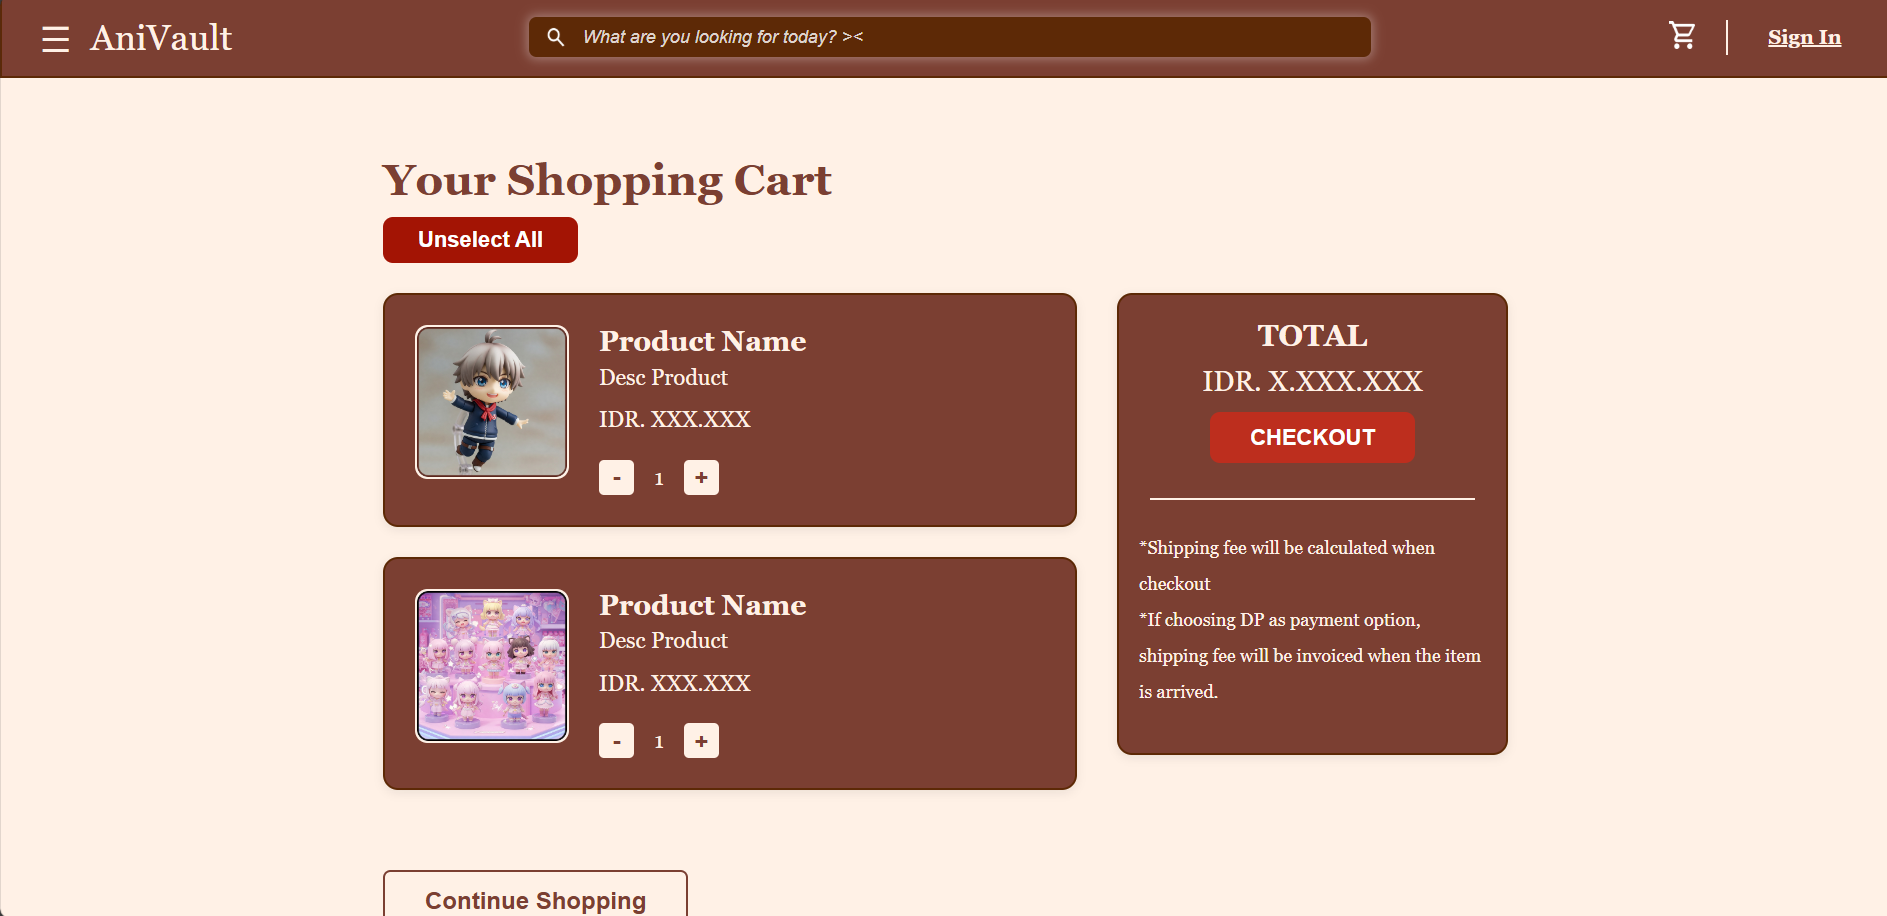 AniVault
What are you looking for today? ><
Sign In
Your Shopping Cart
Unselect All
Product Name
Desc Product
IDR. XXX.XXX
- 1 +
Product Name
Desc Product
IDR. XXX.XXX
- 1 +
TOTAL
IDR. X.XXX.XXX
CHECKOUT
*Shipping fee will be calculated when
checkout
*If choosing DP as payment option,
shipping fee will be invoiced when the item
is arrived.
Continue Shopping